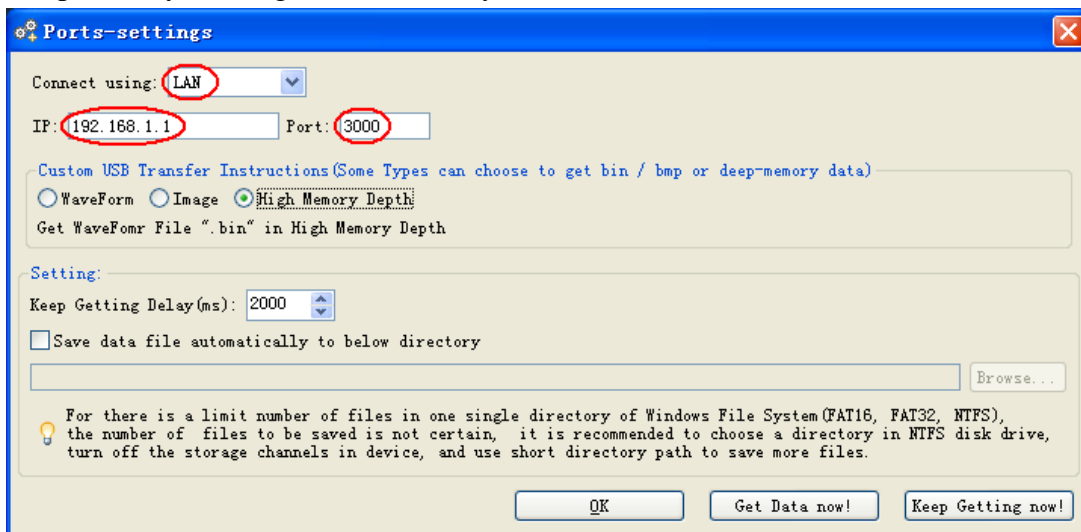 Ports-settings
Connect using: LAN
IP: 192.168.1.1 Port: 3000
Custom USB Transfer Instructions(Some Types can choose to get bin / bmp or deep-memory data)
WaveForm Image High Memory Depth
Get WaveFomr File ".bin" in High Memory Depth
Setting:
Keep Getting Delay(ms): 2000
Save data file automatically to below directory
Browse...
For there is a limit number of files in one single directory of Windows File System(FAT16, FAT32, NTFS),
the number of files to be saved is not certain, it is recommended to choose a directory in NTFS disk drive,
turn off the storage channels in device, and use short directory path to save more files.
OK Get Data now! Keep Getting now!